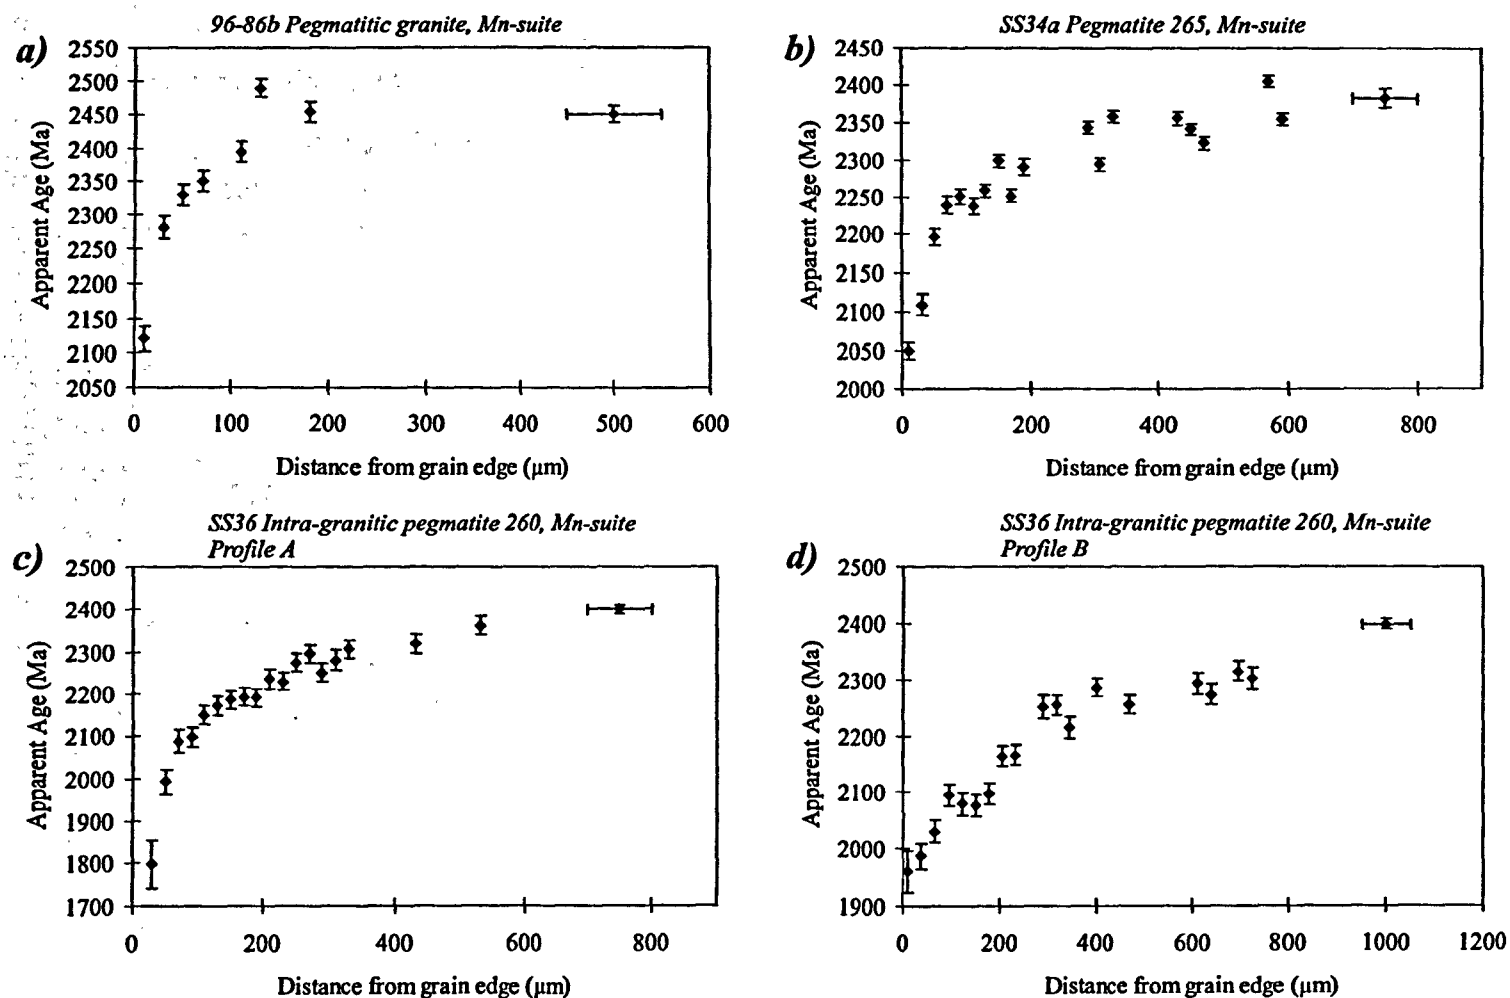 96-86b Pegmatitic granite, Mn-suite
a)
2550
2500
2450
2400
2350
2300
2250
2200
2150
2100
2050
Apparent Age (Ma)
0 100 200 300 400 500 600
Distance from grain edge (μm)
SS34a Pegmatite 265, Mn-suite
b)
2450
2400
2350
2300
2250
2200
2150
2100
2050
2000
Apparent Age (Ma)
0 200 400 600 800
Distance from grain edge (μm)
SS36 Intra-granitic pegmatite 260, Mn-suite
Profile A
c)
2500
2400
2300
2200
2100
2000
1900
1800
1700
Apparent Age (Ma)
0 200 400 600 800
Distance from grain edge (μm)
SS36 Intra-granitic pegmatite 260, Mn-suite
Profile B
d)
2500
2400
2300
2200
2100
2000
1900
Apparent Age (Ma)
0 200 400 600 800 1000 1200
Distance from grain edge (μm)